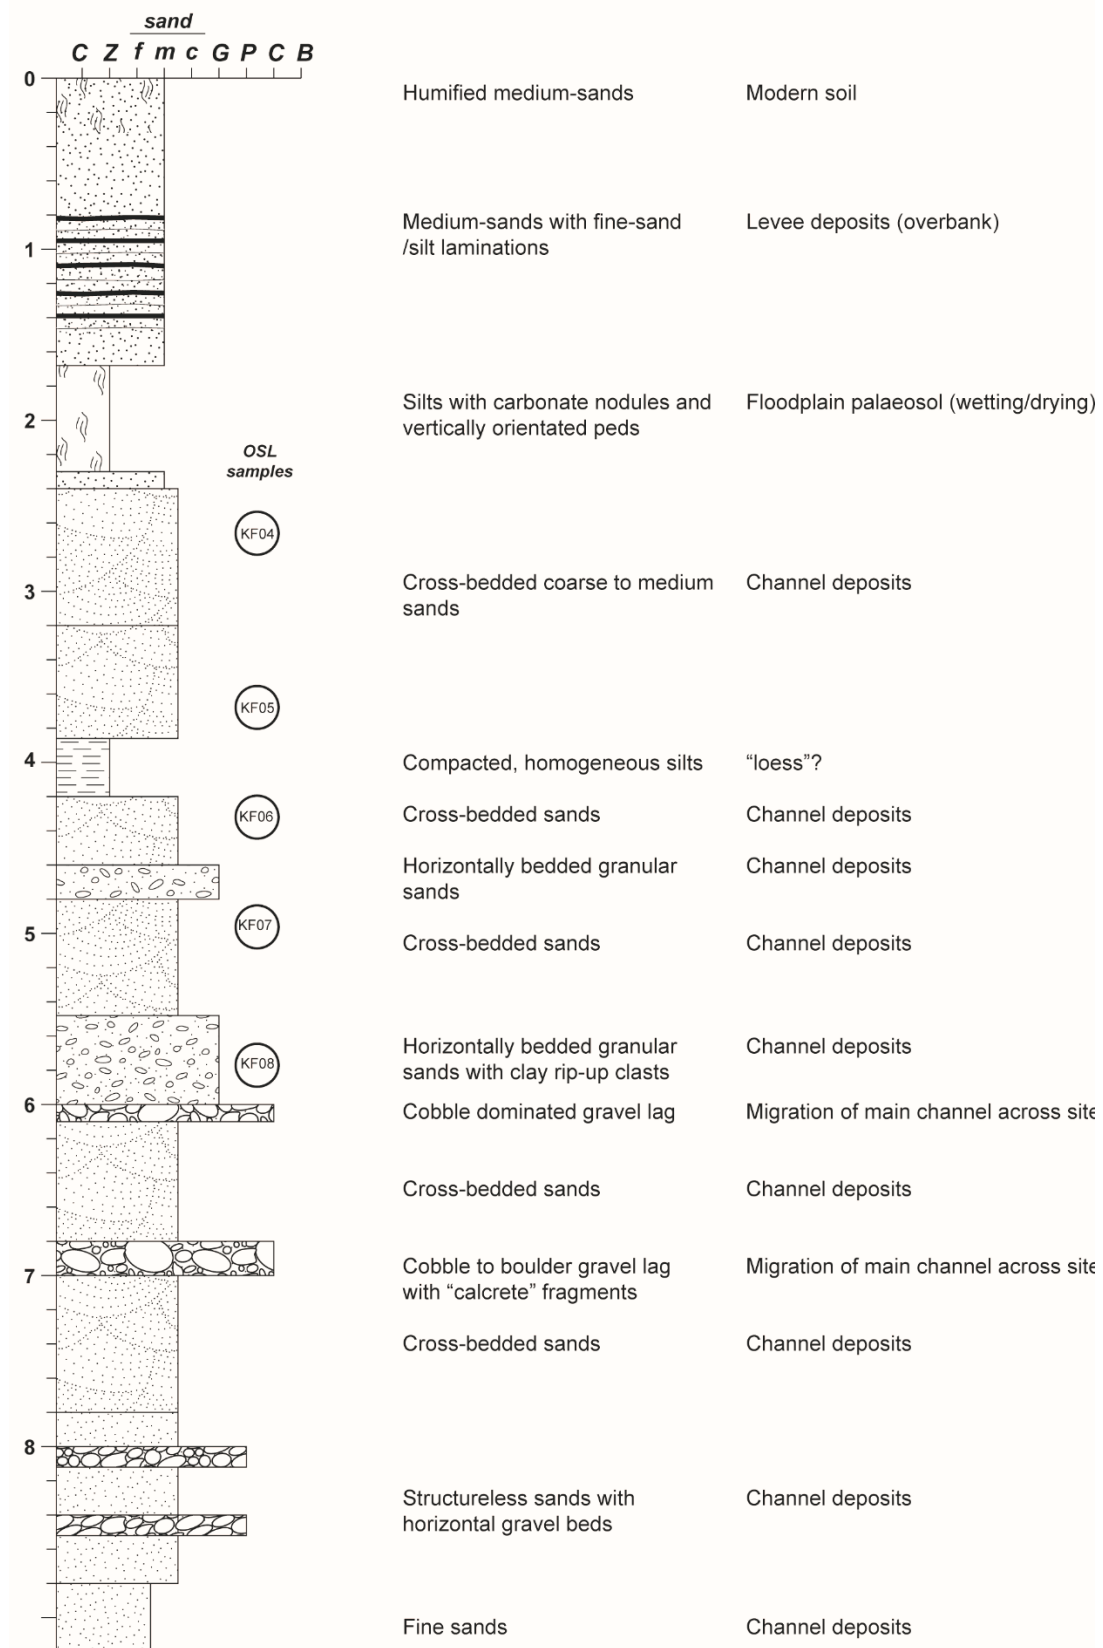 sand
C Z f m c G P C B
0
Humified medium-sands
Modern soil
Medium-sands with fine-sand
/silt laminations
Levee deposits (overbank)
1
Silts with carbonate nodules and
vertically orientated peds
Floodplain palaeosol (wetting/drying)
2
OSL
samples
KF04
Cross-bedded coarse to medium
sands
Channel deposits
3
KF05
4
Compacted, homogeneous silts
“loess”?
KF06
Cross-bedded sands
Channel deposits
Horizontally bedded granular
sands
Channel deposits
5
KF07
Cross-bedded sands
Channel deposits
KF08
Horizontally bedded granular
sands with clay rip-up clasts
Channel deposits
6
Cobble dominated gravel lag
Migration of main channel across site
Cross-bedded sands
Channel deposits
7
Cobble to boulder gravel lag
with “calcrete” fragments
Migration of main channel across site
Cross-bedded sands
Channel deposits
8
Structureless sands with
horizontal gravel beds
Channel deposits
Fine sands
Channel deposits